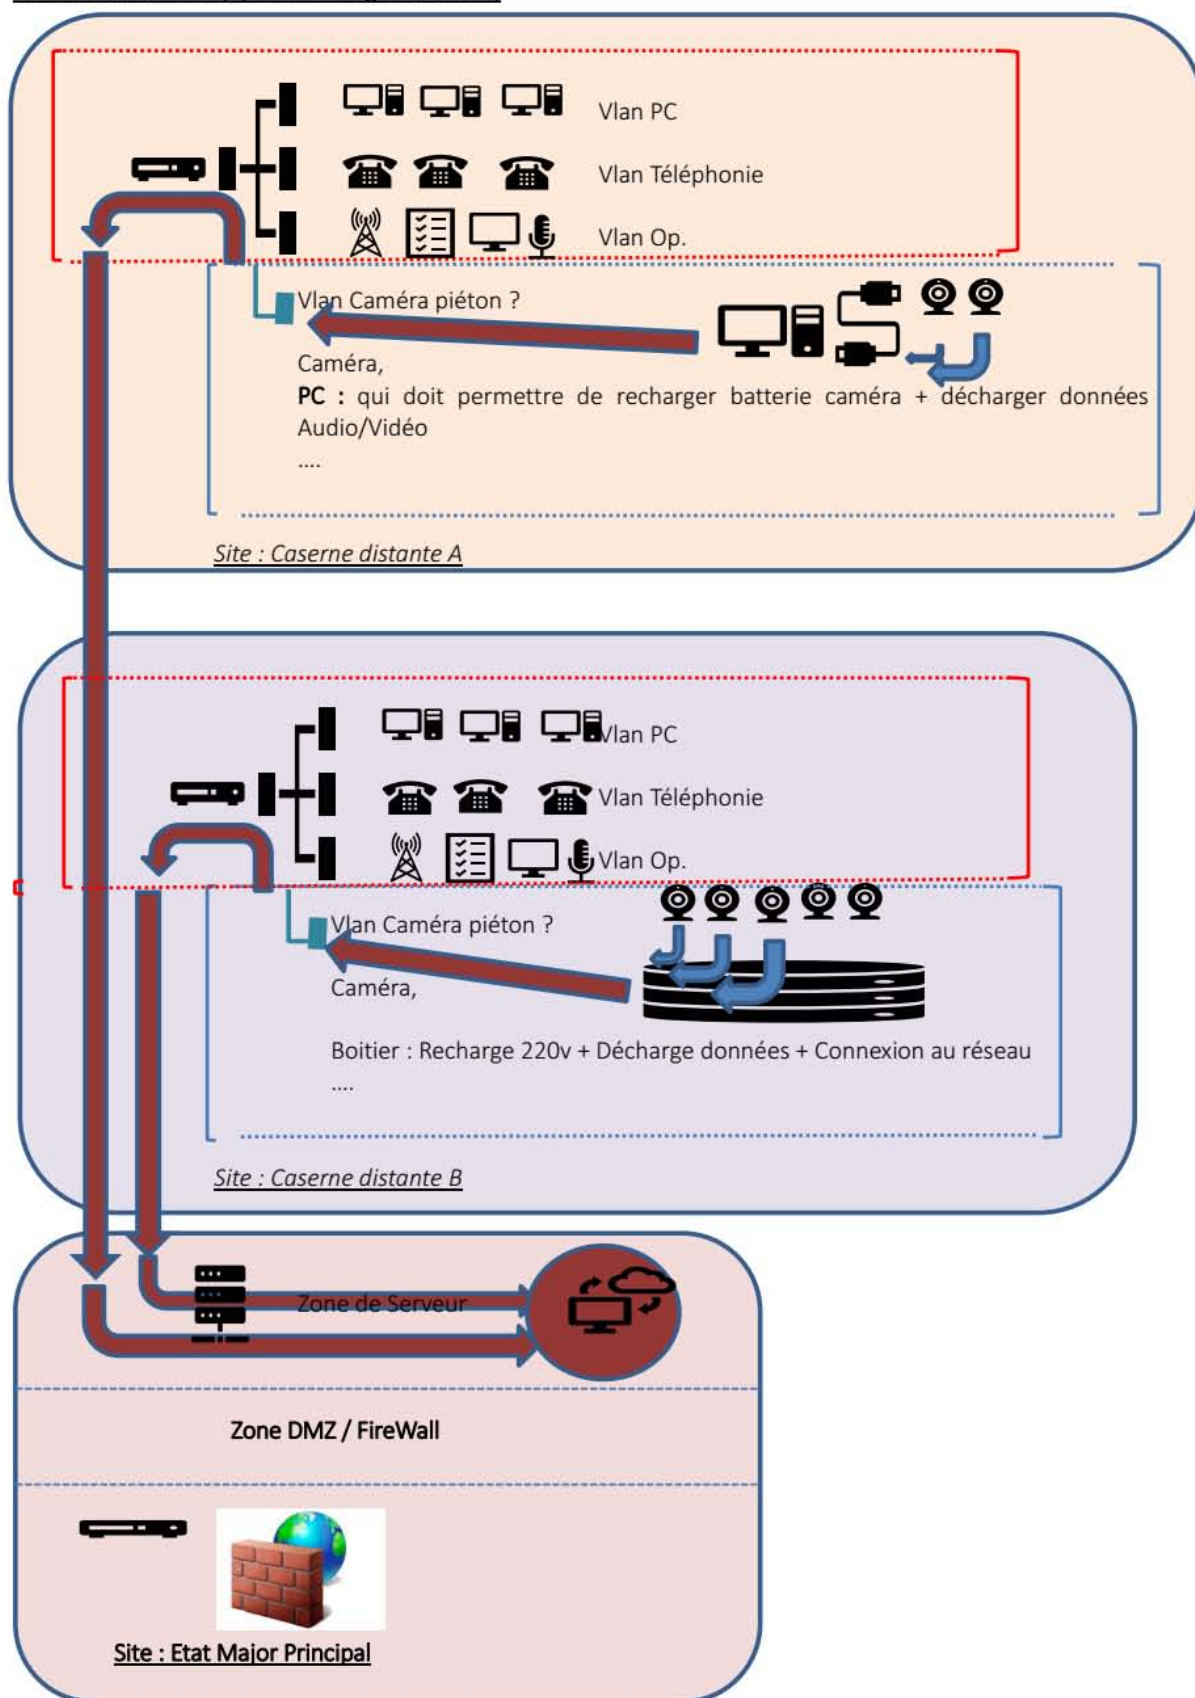 Vlan PC
Vlan Téléphonie
Vlan Op.
Vlan Caméra piéton ?
Caméra,
PC : qui doit permettre de recharger batterie caméra + décharger données
Audio/Vidéo
....
Site : Caserne distante A
Vlan PC
Vlan Téléphonie
Vlan Op.
Vlan Caméra piéton ?
Caméra,
Boitier : Recharge 220v + Décharge données + Connexion au réseau
....
Site : Caserne distante B
Zone de Serveur
Zone DMZ / FireWall
Site : Etat Major Principal